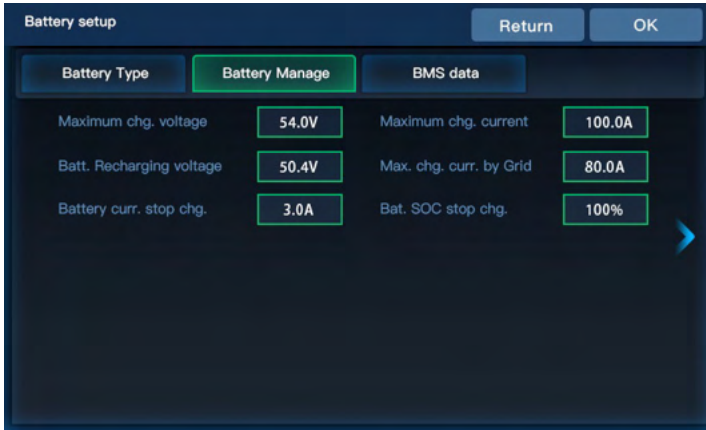 Battery setup Return OK
Battery Type Battery Manage BMS data
Maximum chg. voltage 54.0V Maximum chg. current 100.0A
Batt. Recharging voltage 50.4V Max. chg. curr. by Grid 80.0A
Battery curr. stop chg. 3.0A Bat. SOC stop chg. 100%